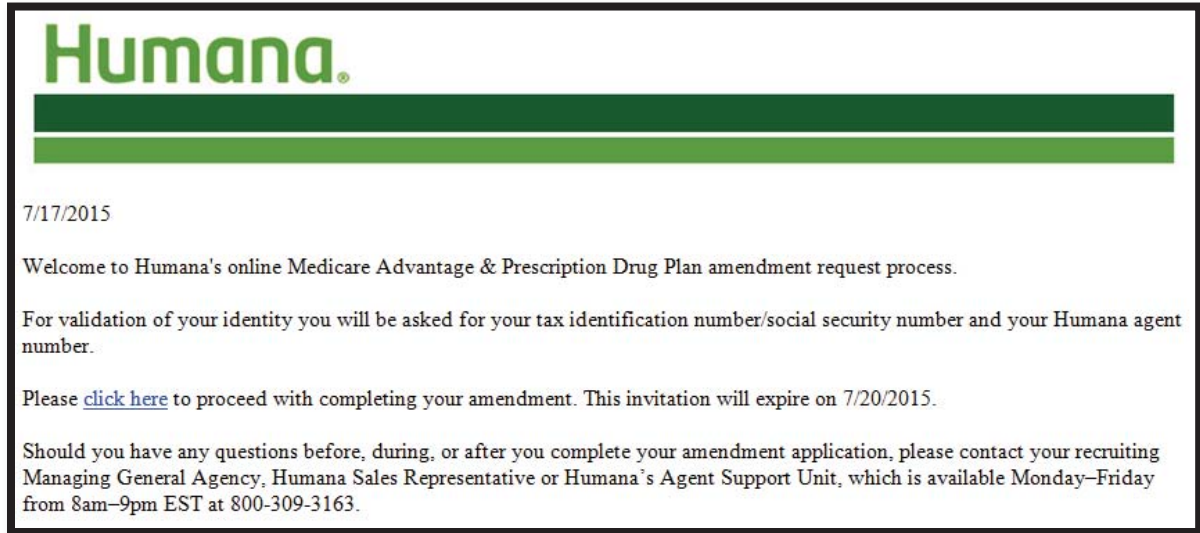 Humana®
7/17/2015
Welcome to Humana's online Medicare Advantage & Prescription Drug Plan amendment request process.
For validation of your identity you will be asked for your tax identification number/social security number and your Humana agent
number.
Please click here to proceed with completing your amendment. This invitation will expire on 7/20/2015.
Should you have any questions before, during, or after you complete your amendment application, please contact your recruiting
Managing General Agency, Humana Sales Representative or Humana’s Agent Support Unit, which is available Monday–Friday
from 8am–9pm EST at 800-309-3163.